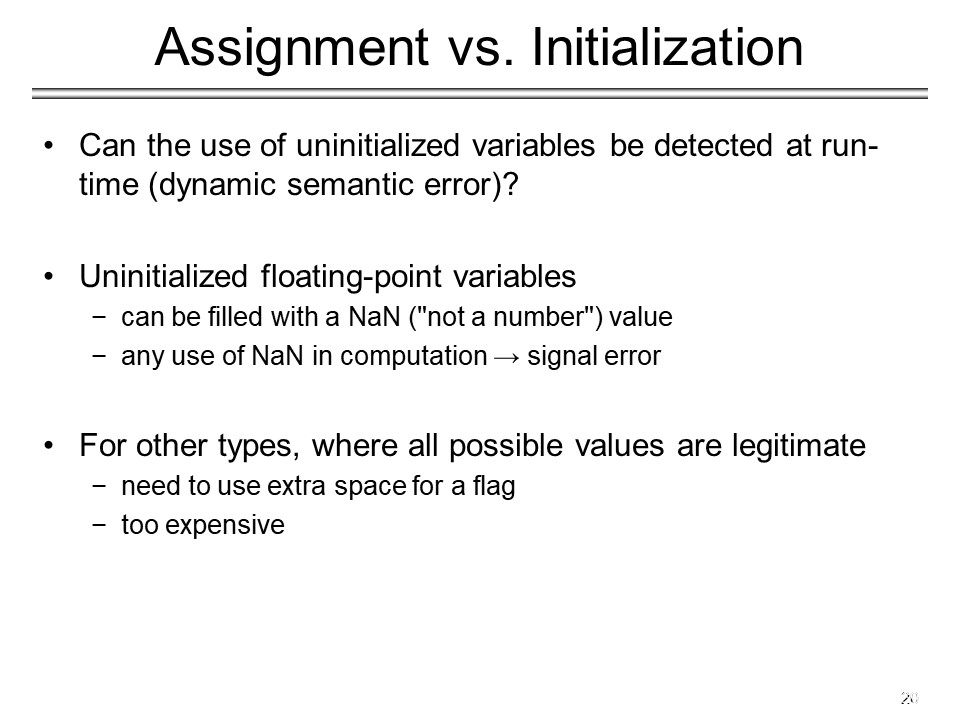 Assignment vs. Initialization
• Can the use of uninitialized variables be detected at run-
time (dynamic semantic error)?
• Uninitialized floating-point variables
− can be filled with a NaN ("not a number") value
− any use of NaN in computation → signal error
• For other types, where all possible values are legitimate
− need to use extra space for a flag
− too expensive